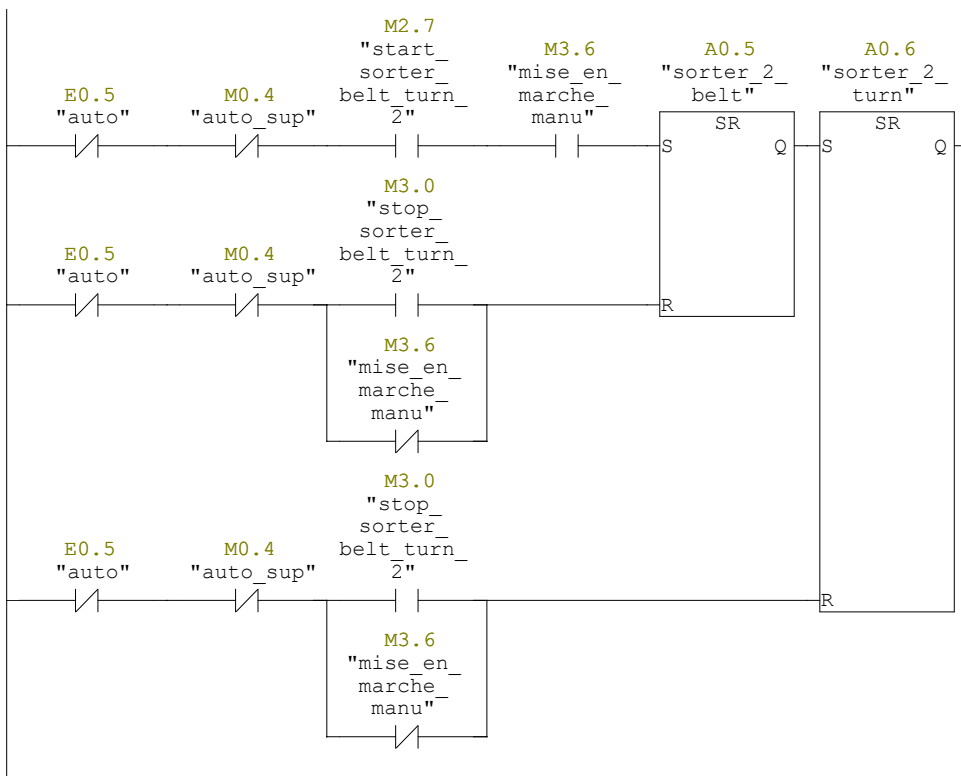 M2.7
"start_
sorter_
belt_turn_
2"
M3.6
"mise_en_
marche_
manu"
A0.5
"sorter_2_
belt"
A0.6
"sorter_2_
turn"
E0.5
"auto"
M0.4
"auto_sup"
SR
S
Q
SR
S
Q
M3.0
"stop_
sorter_
belt_turn_
2"
E0.5
"auto"
M0.4
"auto_sup"
R
M3.6
"mise_en_
marche_
manu"
M3.0
"stop_
sorter_
belt_turn_
2"
E0.5
"auto"
M0.4
"auto_sup"
R
M3.6
"mise_en_
marche_
manu"